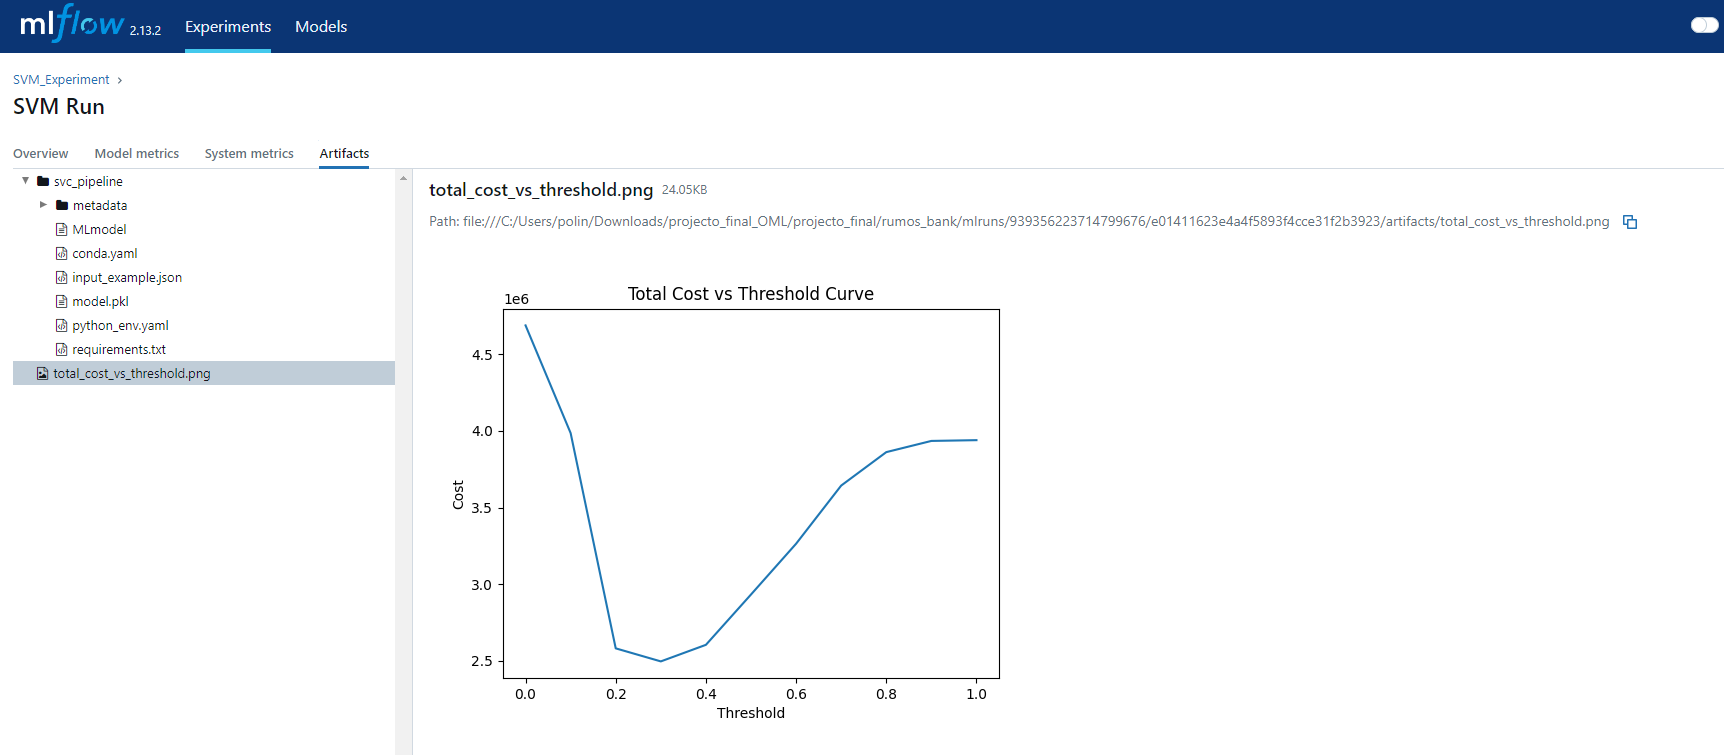 mlflow 2.13.2 Experiments Models
SVM_Experiment
SVM Run
Overview Model metrics System metrics Artifacts
svc_pipeline
metadata
MLmodel
conda.yaml
input_example.json
model.pkl
python_env.yaml
requirements.txt
total_cost_vs_threshold.png
total_cost_vs_threshold.png 24.05KB
Path: file:///C:/Users/polin/Downloads/projecto_final_OML/projecto_final/rumos_bank/mlruns/939356223714799676/e01411623e4a4f5893f4cce31f2b3923/artifacts/total_cost_vs_threshold.png
Total Cost vs Threshold Curve
1e6
4.5
4.0
3.5
3.0
2.5
Cost
0.0 0.2 0.4 0.6 0.8 1.0
Threshold